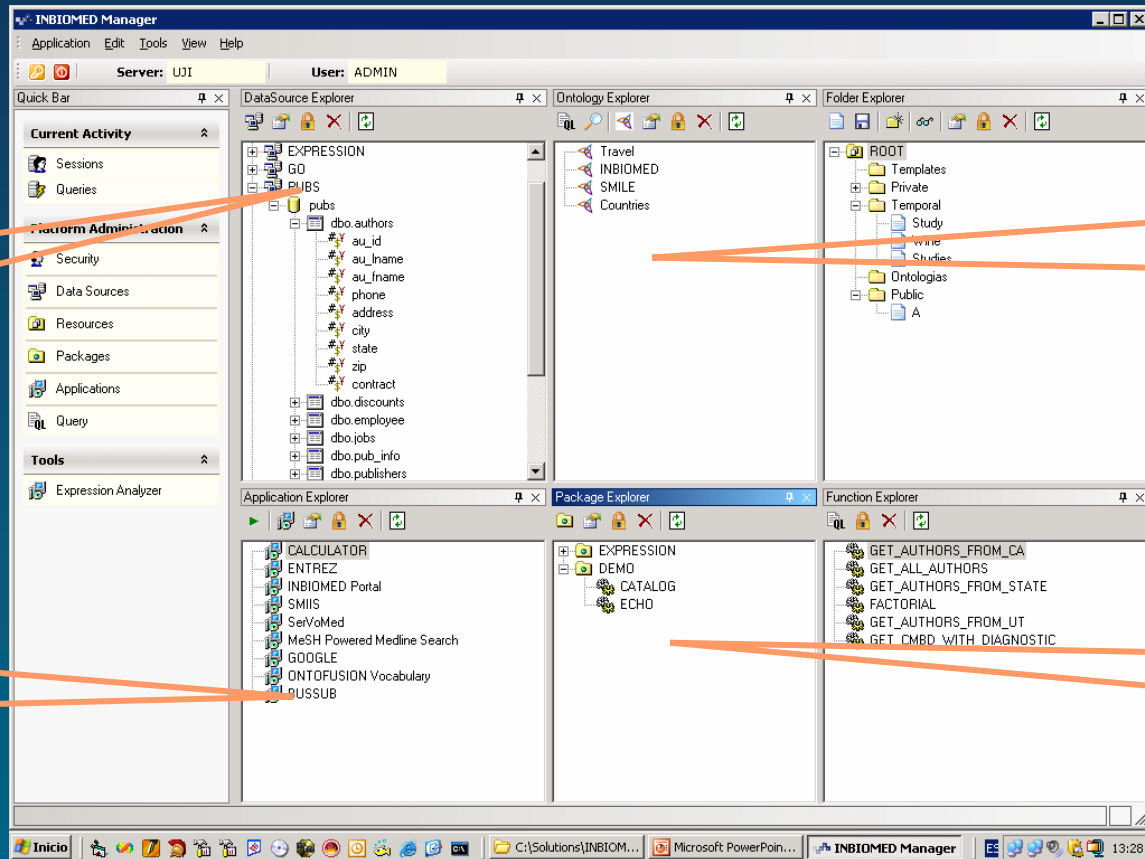 INBIOMED Manager
Application Edit Tools View Help
Server: UJI User: ADMIN
Quick Bar
Current Activity
Sessions
Queries
Platform Administration
Security
Data Sources
Resources
Packages
Applications
Query
Tools
Expression Analyzer
DataSource Explorer
EXPRESSION
GO
PUBS
pubs
dbo.authors
au_id
au_lname
au_fname
phone
address
city
state
zip
contract
dbo.discounts
dbo.employee
dbo.jobs
dbo.pub_info
dbo.publishers
Ontology Explorer
Travel
INBIOMED
SMILE
Countries
Folder Explorer
ROOT
Templates
Private
Temporal
Study
Wine
Studies
Ontologias
Public
A
Application Explorer
CALCULATOR
ENTREZ
INBIOMED Portal
SMIIS
SerVoMed
MeSH Powered Medline Search
GOOGLE
ONTOFUSION Vocabulary
BUSSUB
Package Explorer
EXPRESSION
DEMO
CATALOG
ECHO
Function Explorer
GET_AUTHORS_FROM_CA
GET_ALL_AUTHORS
GET_AUTHORS_FROM_STATE
FACTORIAL
GET_AUTHORS_FROM_UT
GET_CMBD_WITH_DIAGNOSTIC
Inicio C:\Solutions\INBIOM... Microsoft PowerPoin... INBIOMED Manager ES 13:28